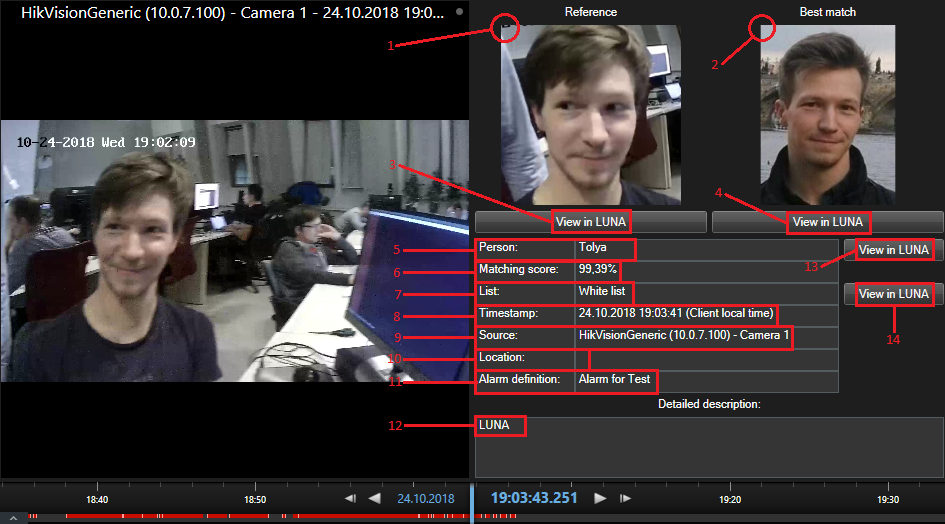 HikVisionGeneric (10.0.7.100) - Camera 1 - 24.10.2018 19:0...
Reference
Best match
1
2
10-24-2018 Wed 19:02:09
3
4
View in LUNA
View in LUNA
5
Person:
Tolya
View in LUNA
13
6
Matching score:
99,39%
7
List:
White list
View in LUNA
8
Timestamp:
24.10.2018 19:03:41 (Client local time)
9
Source:
HikVisionGeneric (10.0.7.100) - Camera 1
14
10
Location:
11
Alarm definition:
Alarm for Test
Detailed description:
12
LUNA
18:40
18:50
24.10.2018
19:03:43.251
19:20
19:30